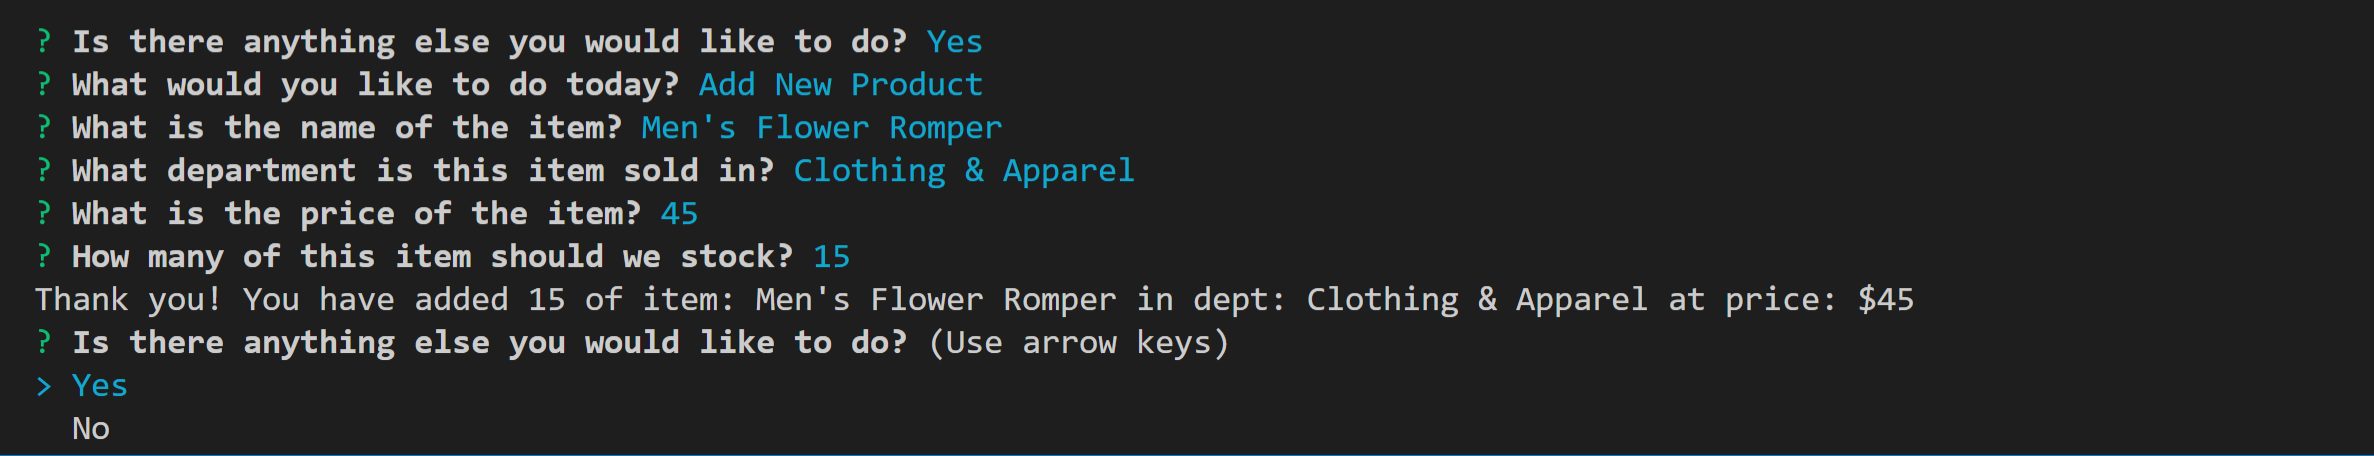 ? Is there anything else you would like to do? Yes
? What would you like to do today? Add New Product
? What is the name of the item? Men's Flower Romper
? What department is this item sold in? Clothing & Apparel
? What is the price of the item? 45
? How many of this item should we stock? 15
Thank you! You have added 15 of item: Men's Flower Romper in dept: Clothing & Apparel at price: $45
? Is there anything else you would like to do? (Use arrow keys)
> Yes
  No